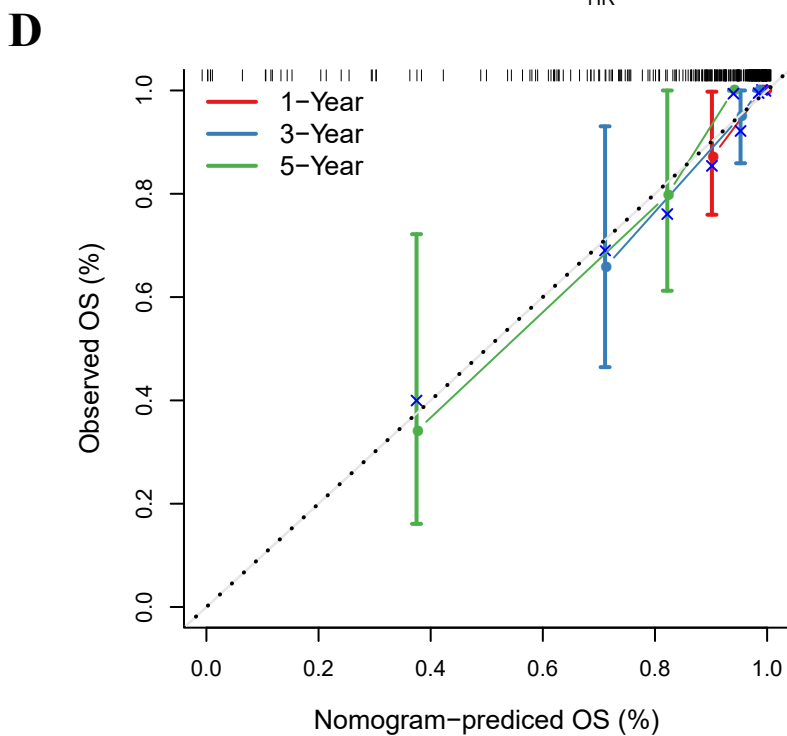 HR
D
1−Year
3−Year
5−Year
Observed OS (%)
1.0
0.8
0.6
0.4
0.2
0.0
0.0 0.2 0.4 0.6 0.8 1.0
Nomogram−prediced OS (%)